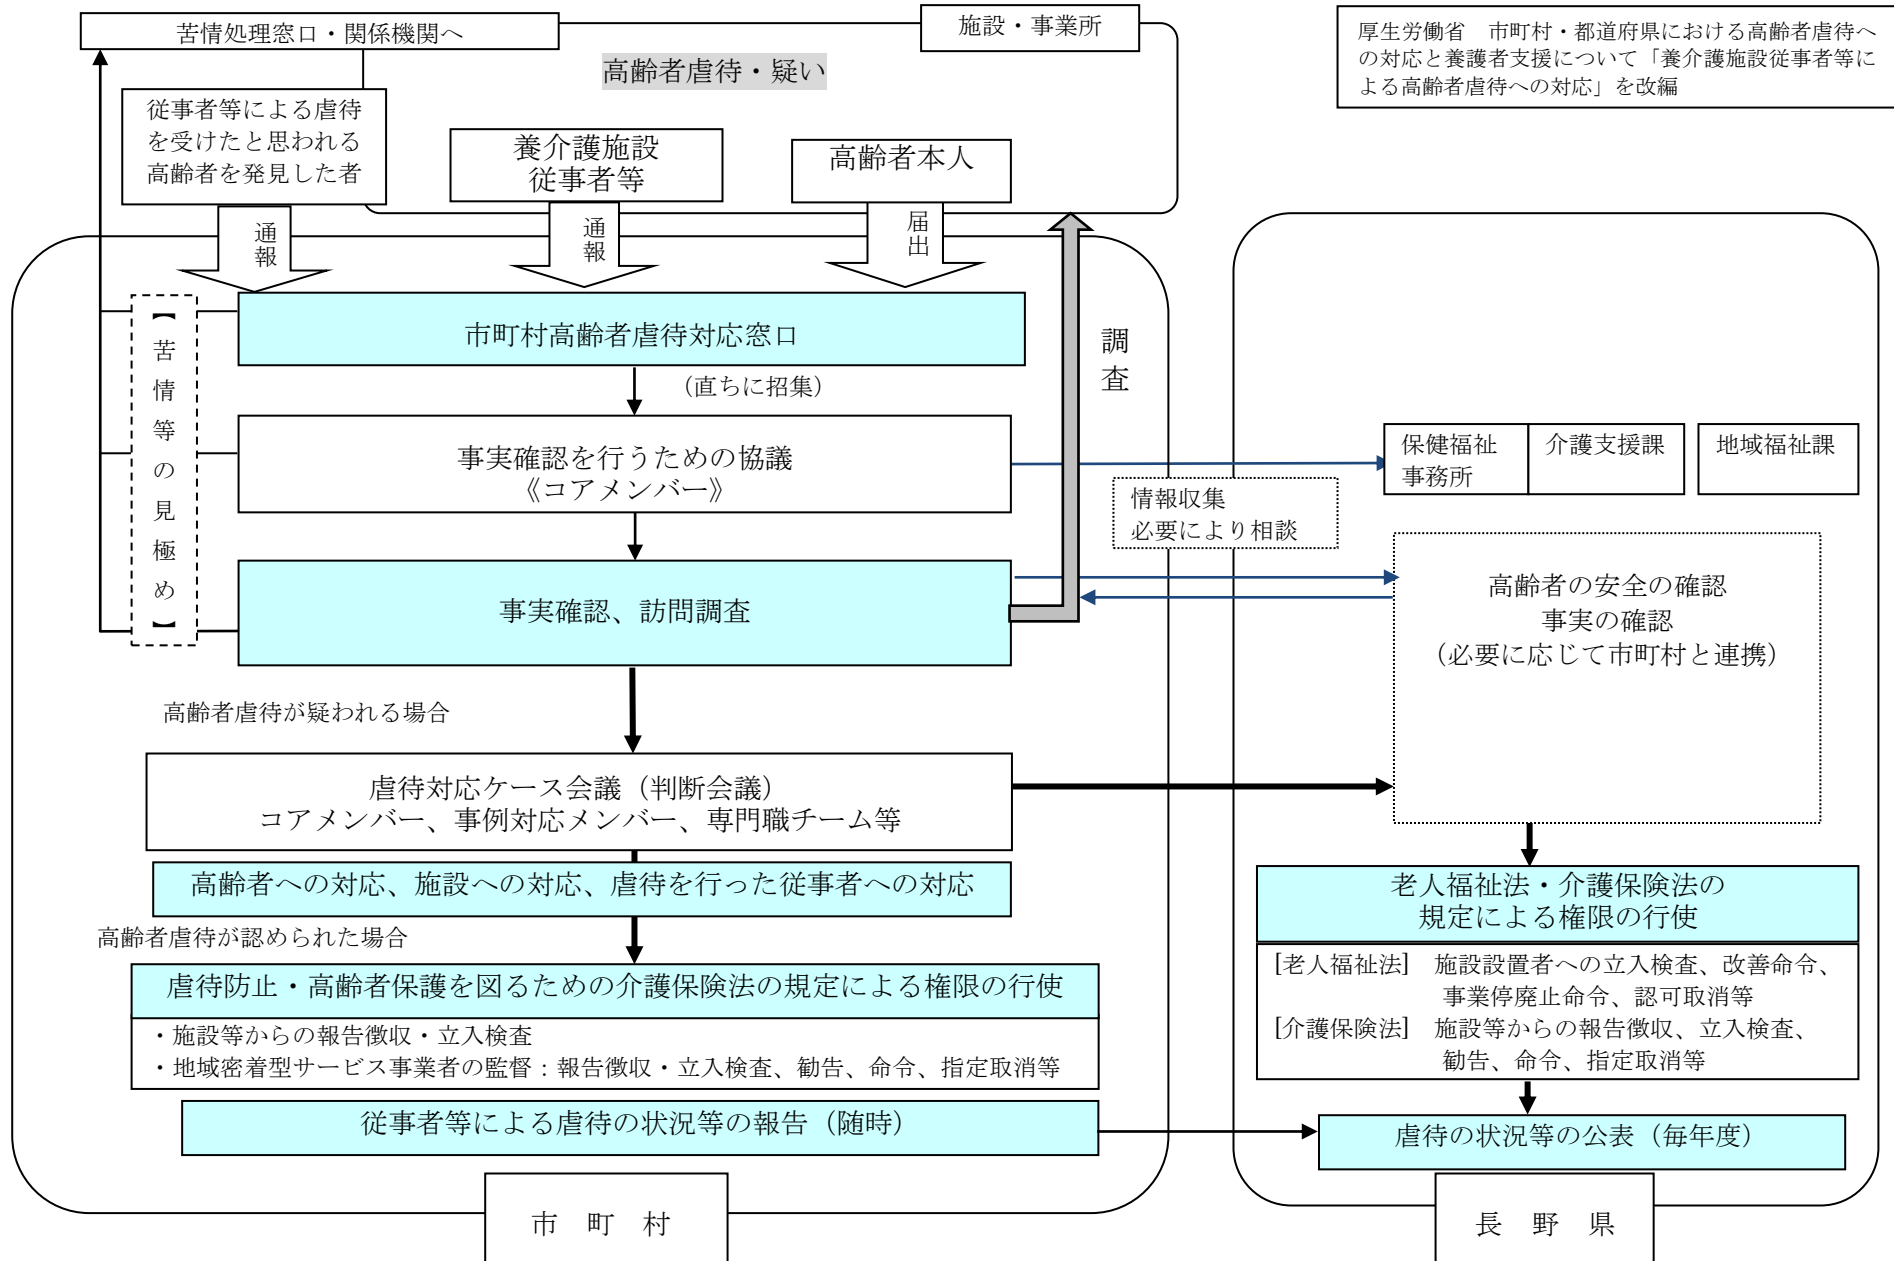 苦情処理窓口・関係機関へ
施設・事業所
高齢者虐待・疑い
厚生労働省　市町村・都道府県における高齢者虐待へ
の対応と養護者支援について「養介護施設従事者等に
よる高齢者虐待への対応」を改編
従事者等による虐待
を受けたと思われる
高齢者を発見した者
養介護施設
従事者等
高齢者本人
通報
通報
届出
【苦情等の見極め】
市町村高齢者虐待対応窓口
（直ちに招集）
調査
事実確認を行うための協議
《コアメンバー》
保健福祉
事務所
介護支援課
地域福祉課
情報収集
必要により相談
事実確認、訪問調査
高齢者の安全の確認
事実の確認
（必要に応じて市町村と連携）
高齢者虐待が疑われる場合
虐待対応ケース会議（判断会議）
コアメンバー、事例対応メンバー、専門職チーム等
高齢者への対応、施設への対応、虐待を行った従事者への対応
高齢者虐待が認められた場合
虐待防止・高齢者保護を図るための介護保険法の規定による権限の行使
・施設等からの報告徴収・立入検査
・地域密着型サービス事業者の監督：報告徴収・立入検査、勧告、命令、指定取消等
従事者等による虐待の状況等の報告（随時）
老人福祉法・介護保険法の
規定による権限の行使
[老人福祉法]　施設設置者への立入検査、改善命令、
事業停廃止命令、認可取消等
[介護保険法]　施設等からの報告徴収、立入検査、
勧告、命令、指定取消等
虐待の状況等の公表（毎年度）
市　町　村
長　野　県